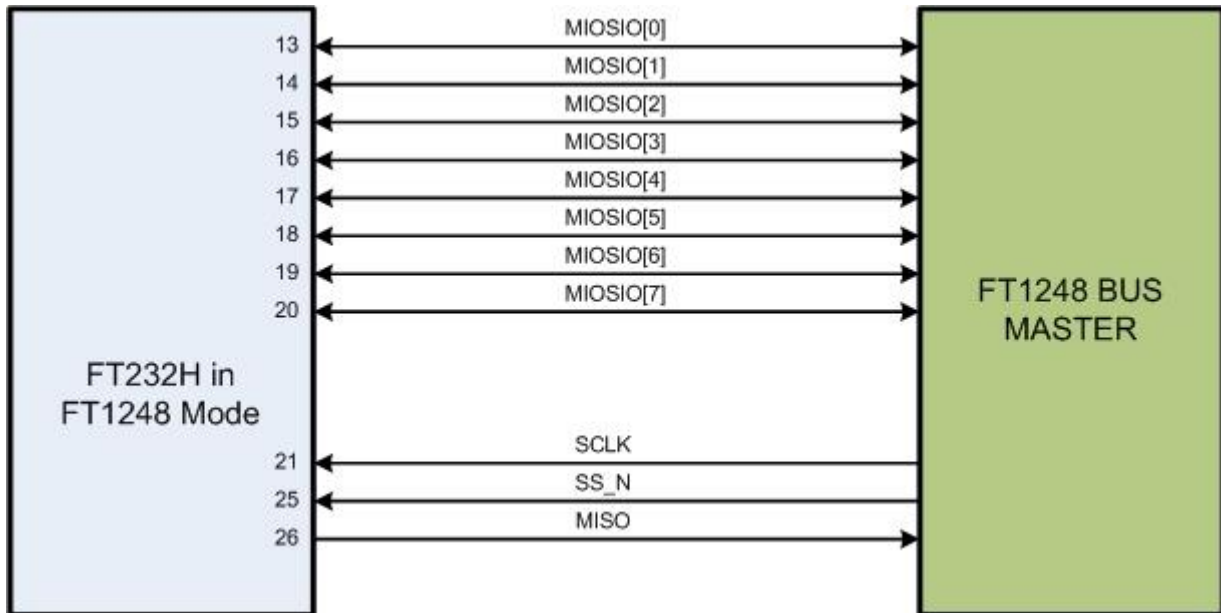 13 MIOSIO[0]
14 MIOSIO[1]
15 MIOSIO[2]
16 MIOSIO[3]
17 MIOSIO[4]
18 MIOSIO[5]
19 MIOSIO[6]
20 MIOSIO[7]
FT232H in
FT1248 Mode
FT1248 BUS
MASTER
21 SCLK
25 SS_N
26 MISO